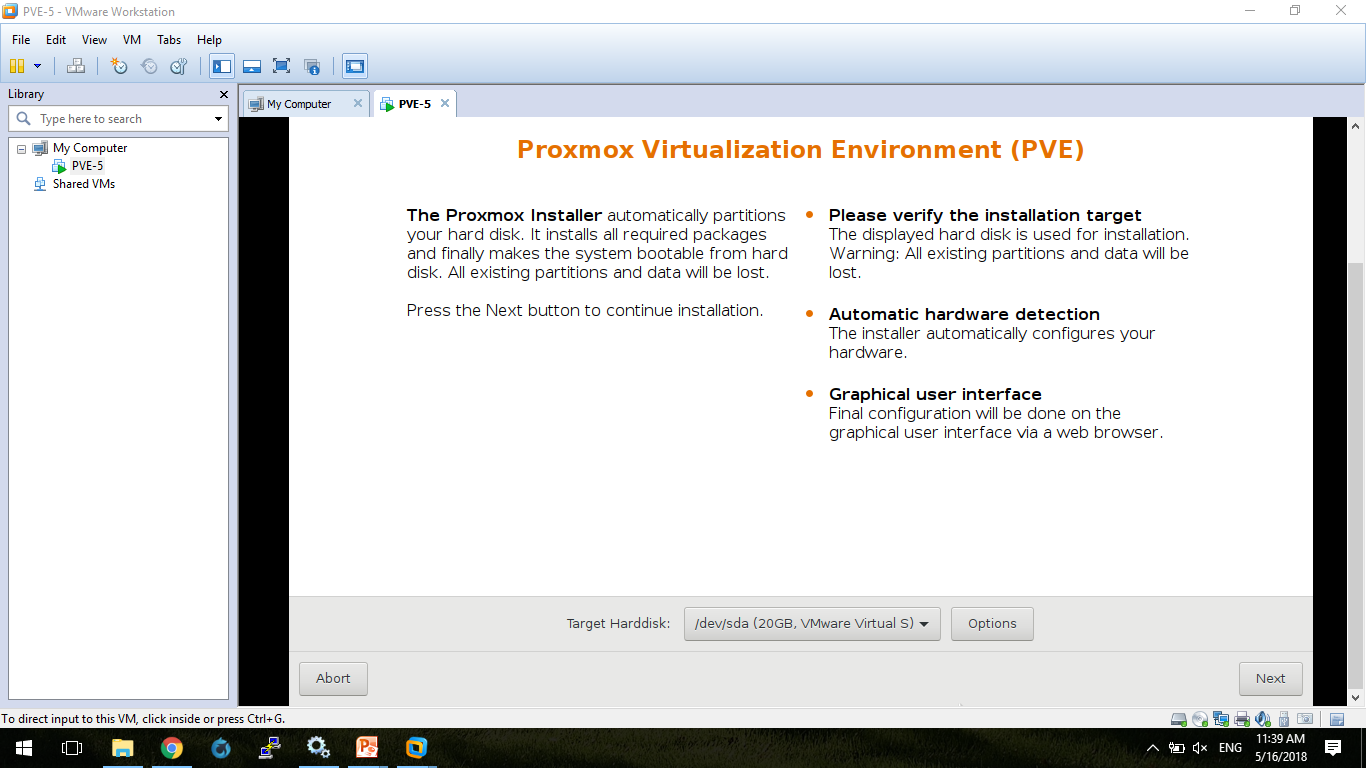 PVE-5 - VMware Workstation
File Edit View VM Tabs Help
Library
Type here to search
My Computer
PVE-5
Shared VMs
My Computer
PVE-5
Proxmox Virtualization Environment (PVE)
The Proxmox Installer automatically partitions
your hard disk. It installs all required packages
and finally makes the system bootable from hard
disk. All existing partitions and data will be lost.
Press the Next button to continue installation.
Please verify the installation target
The displayed hard disk is used for installation.
Warning: All existing partitions and data will be
lost.
Automatic hardware detection
The installer automatically configures your
hardware.
Graphical user interface
Final configuration will be done on the
graphical user interface via a web browser.
Target Harddisk: /dev/sda (20GB, VMware Virtual S) Options
Abort Next
To direct input to this VM, click inside or press Ctrl+G.
ENG
11:39 AM
5/16/2018